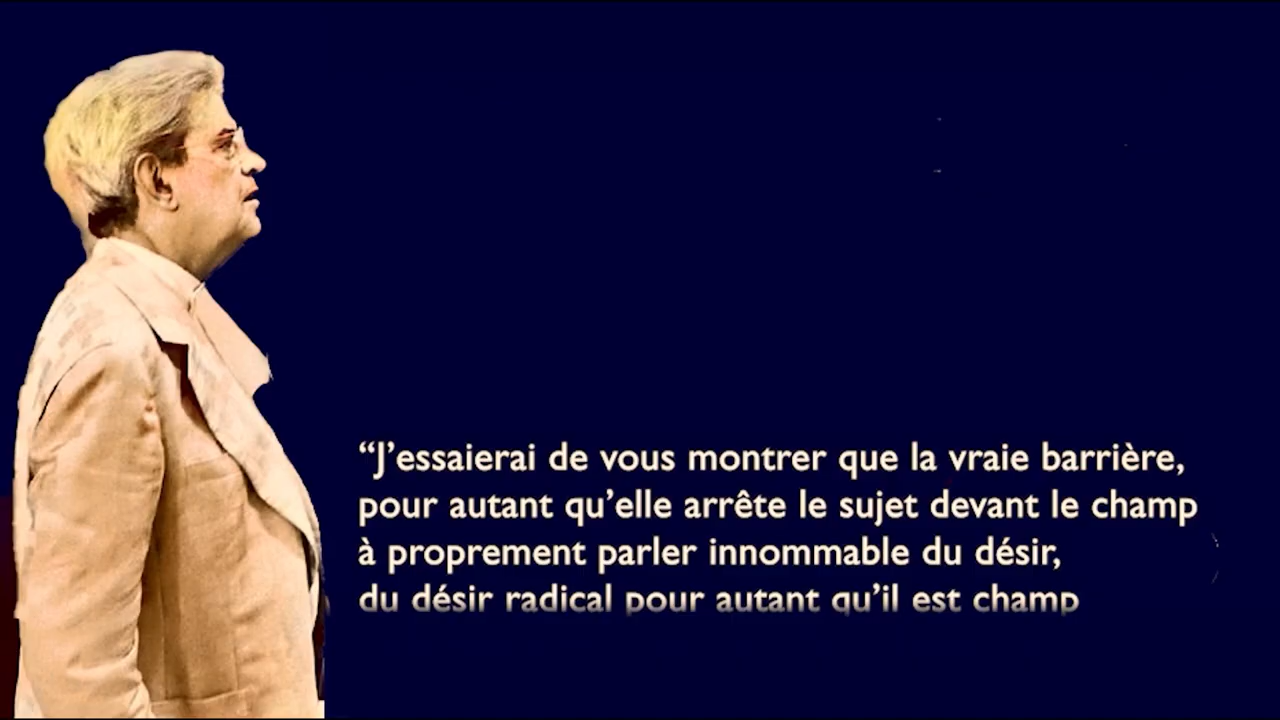 “J’essaierai de vous montrer que la vraie barrière,
pour autant qu’elle arrête le sujet devant le champ
à proprement parler innommable du désir,
du désir radical pour autant qu’il est champ